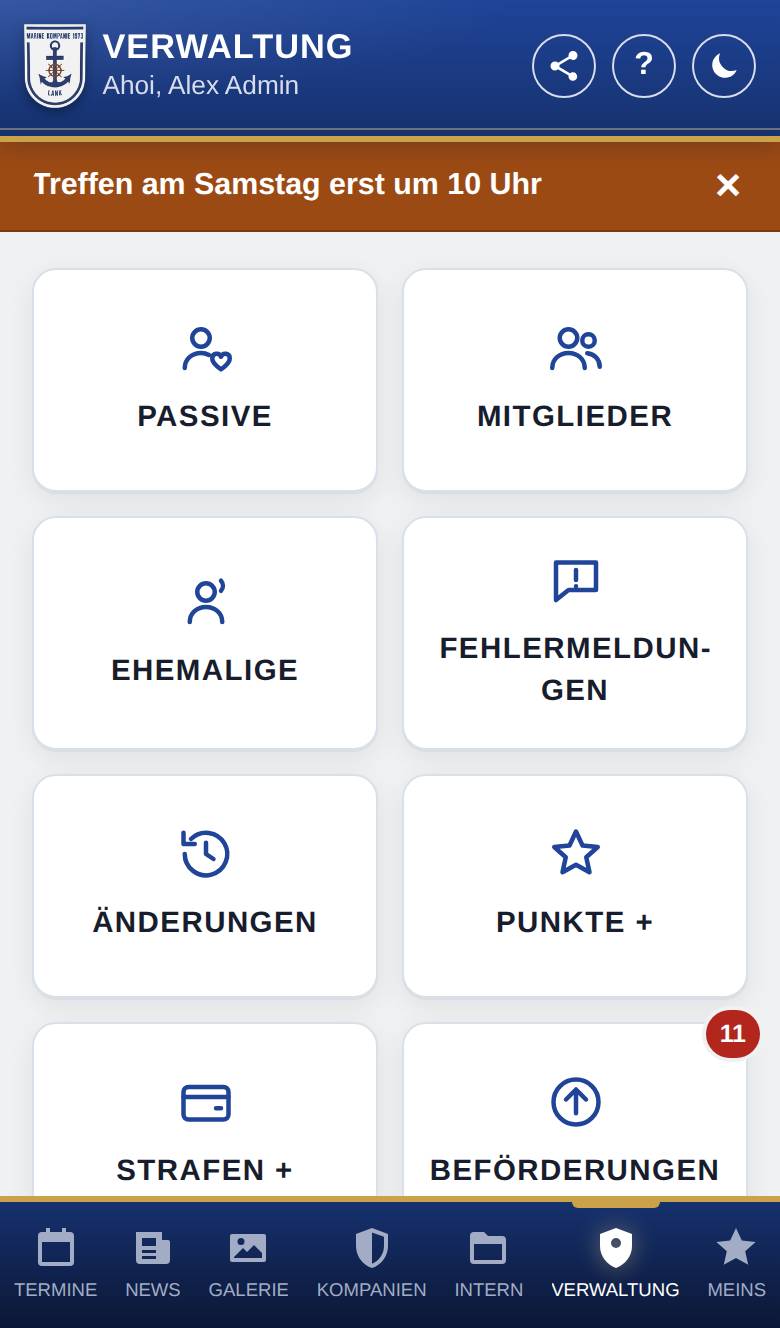 MARINE KOMPANIE 1973
LANK
VERWALTUNG
Ahoi, Alex Admin
?
Treffen am Samstag erst um 10 Uhr
×
PASSIVE
MITGLIEDER
EHEMALIGE
FEHLERMELDUN-
GEN
ÄNDERUNGEN
PUNKTE +
11
STRAFEN +
BEFÖRDERUNGEN
TERMINE
NEWS
GALERIE
KOMPANIEN
INTERN
VERWALTUNG
MEINS